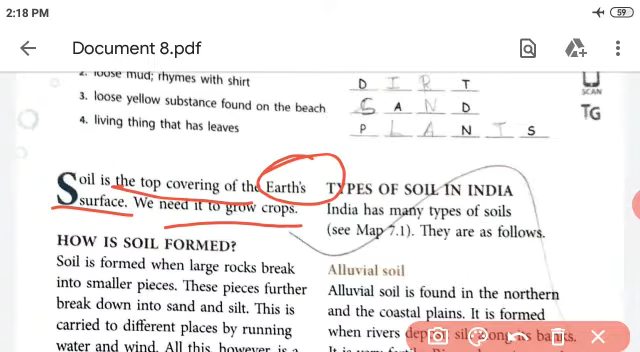 2:18 PM
59
Document 8.pdf
2. loose mud; rhymes with shirt
D I R T
3. loose yellow substance found on the beach
S A N D
4. living thing that has leaves
P L A N T S
SCAN
TG
Soil is the top covering of the Earth's
surface. We need it to grow crops.
HOW IS SOIL FORMED?
Soil is formed when large rocks break
into smaller pieces. These pieces further
break down into sand and silt. This is
carried to different places by running
water and wind. All this, however, is a
TYPES OF SOIL IN INDIA
India has many types of soils
(see Map 7.1). They are as follows.
Alluvial soil
Alluvial soil is found in the northern
and the coastal plains. It is formed
when rivers deposit silt along its banks.